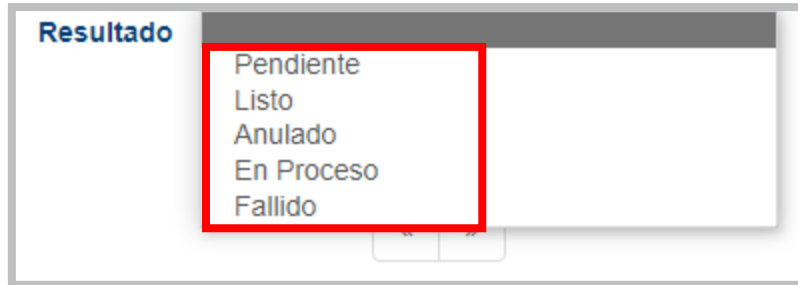 Resultado
Pendiente
Listo
Anulado
En Proceso
Fallido
« »